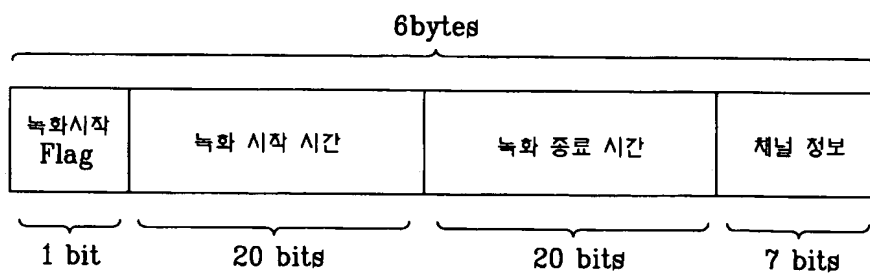 6bytes
녹화시작
Flag
녹화 시작 시간
녹화 종료 시간
채널 정보
1 bit
20 bits
20 bits
7 bits